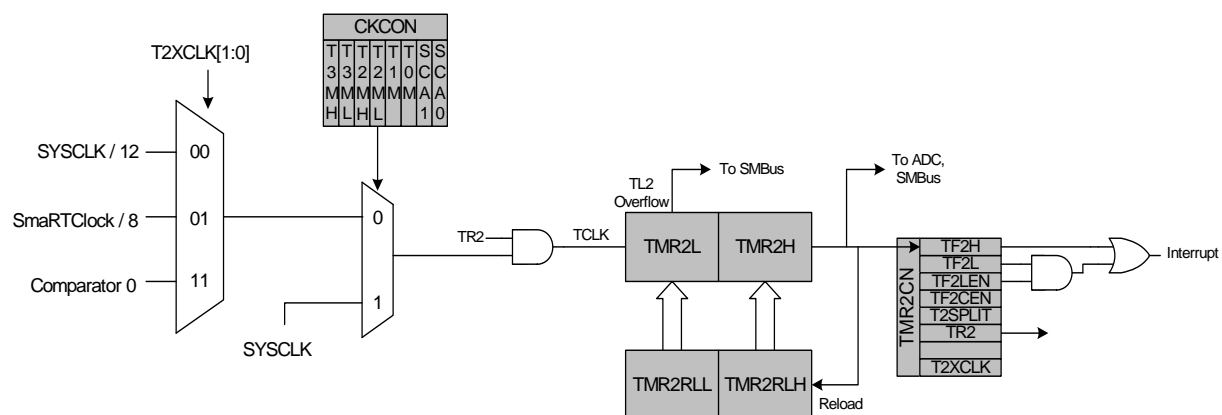 CKCON
T3MH
T3ML
T2MH
T2ML
T1M
T0M
SCA1
SCA0
T2XCLK[1:0]
SYSCLK / 12
00
SmaRTClock / 8
01
Comparator 0
11
0
1
SYSCLK
TR2
TCLK
TL2
Overflow
To SMBus
To ADC,
SMBus
TMR2L
TMR2H
TMR2RLL
TMR2RLH
Reload
TMR2CN
TF2H
TF2L
TF2LEN
TF2CEN
T2SPLIT
TR2
T2XCLK
Interrupt